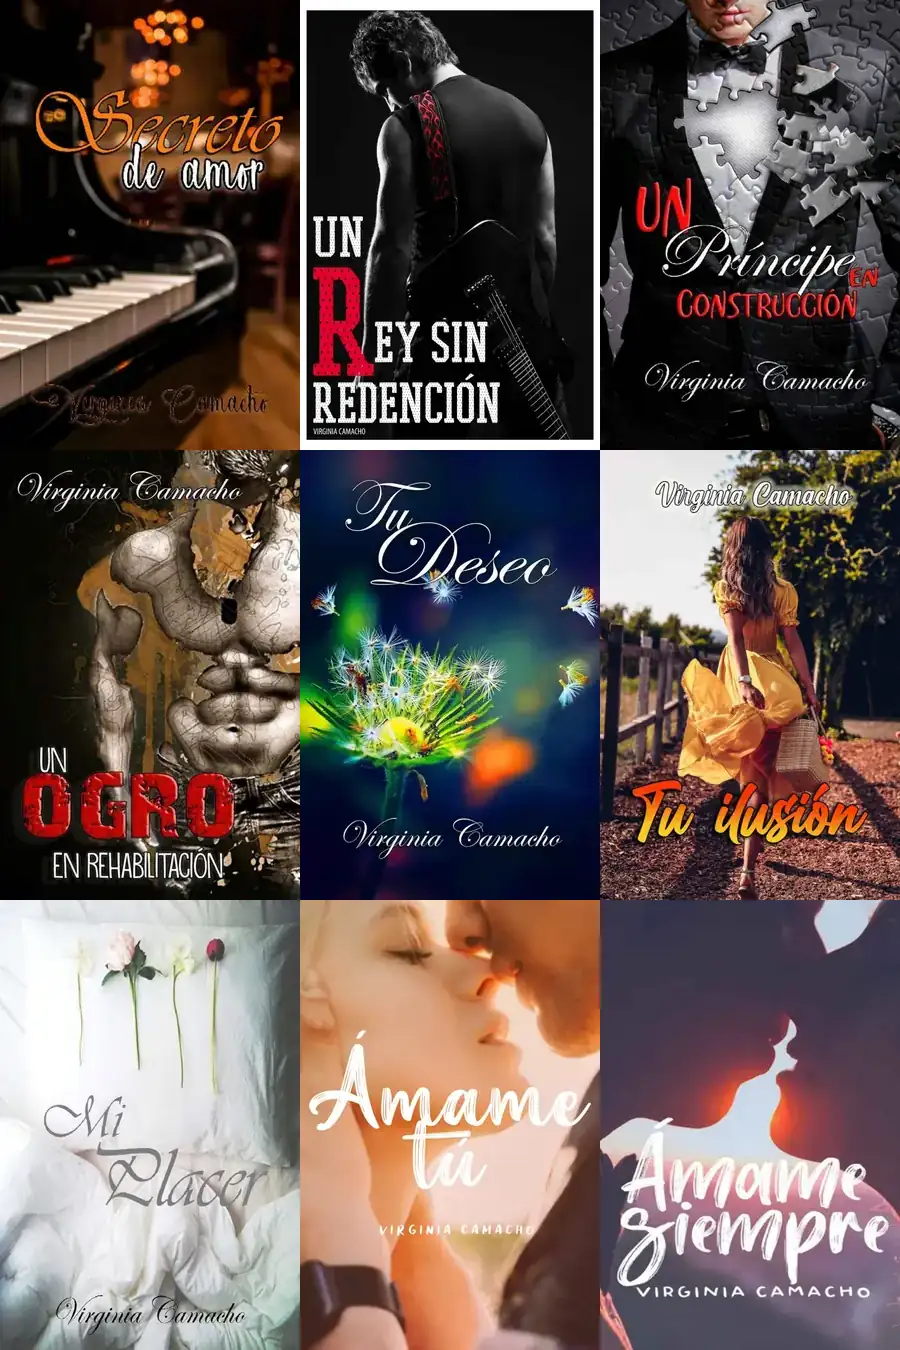 Secreto
de amor
Virginia Camacho
UN
REY SIN
REDENCIÓN
VIRGINIA CAMACHO
UN
Príncipe EN
CONSTRUCCIÓN
Virginia Camacho
Virginia Camacho
UN
OGRO
EN REHABILITACIÓN
Tu
Deseo
Virginia Camacho
Virginia Camacho
Tu ilusión
Mi
Placer
Virginia Camacho
Ámame
tú
VIRGINIA CAMACHO
Ámame
siempre
VIRGINIA CAMACHO